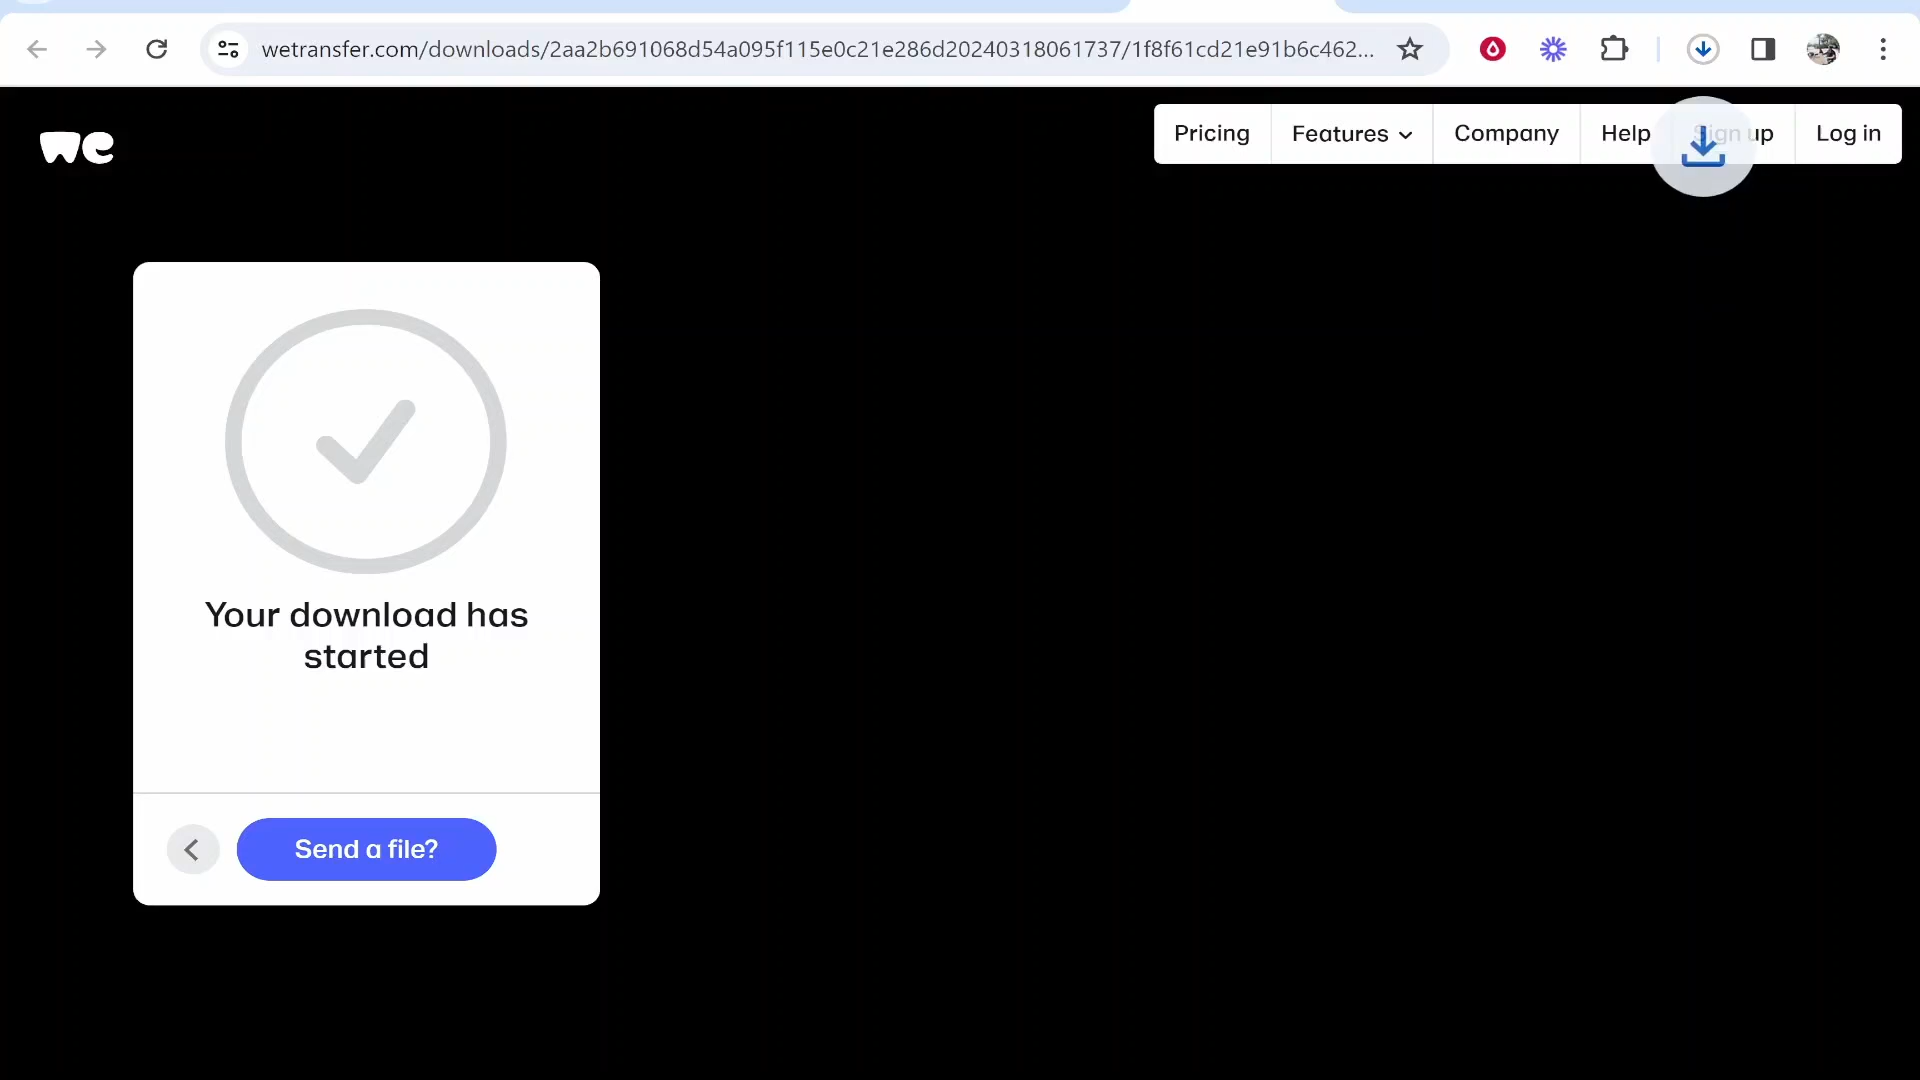 wetransfer.com/downloads/2aa2b691068d54a095f115e0c21e286d20240318061737/1f8f61cd21e91b6c462...
we
Pricing
Features
Company
Help
Sign up
Log in
Your download has
started
Send a file?